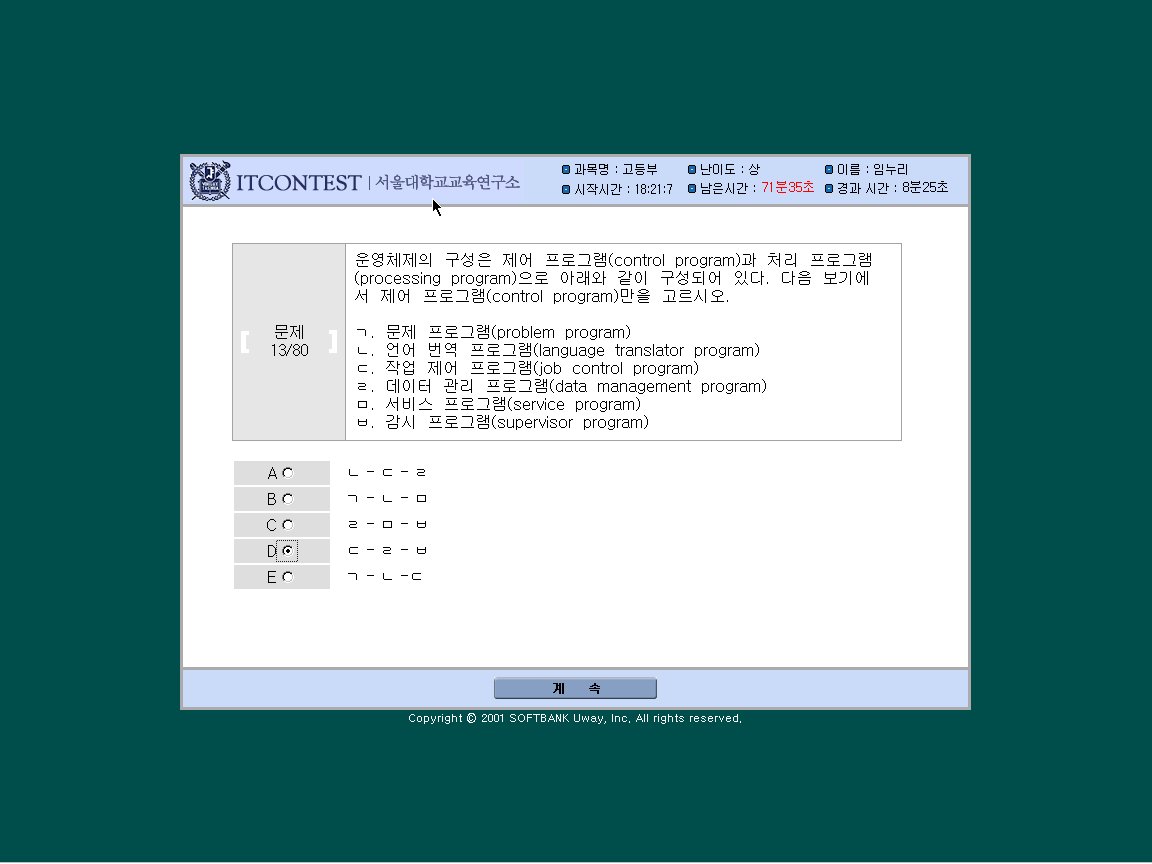 ITCONTEST | 서울대학교교육연구소
과목명 : 고등부 난이도 : 상 이름 : 임누리
시작시간 : 18:21:7 남은시간 : 71분35초 경과 시간 : 8분25초
문제
13/80
운영체제의 구성은 제어 프로그램(control program)과 처리 프로그램
(processing program)으로 아래와 같이 구성되어 있다. 다음 보기에
서 제어 프로그램(control program)만을 고르시오.
ㄱ. 문제 프로그램(problem program)
ㄴ. 언어 번역 프로그램(language translator program)
ㄷ. 작업 제어 프로그램(job control program)
ㄹ. 데이터 관리 프로그램(data management program)
ㅁ. 서비스 프로그램(service program)
ㅂ. 감시 프로그램(supervisor program)
A ㄴ - ㄷ - ㄹ
B ㄱ - ㄴ - ㅁ
C ㄹ - ㅁ - ㅂ
D ㄷ - ㄹ - ㅂ
E ㄱ - ㄴ -ㄷ
계 속
Copyright © 2001 SOFTBANK Uway, Inc. All rights reserved.